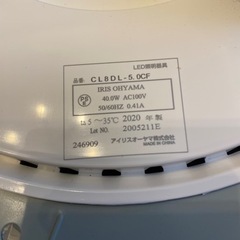 LED照明器具
品番 CL8DL-5.0CF
IRIS OHYAMA
40.0W AC100V
50/60HZ 0.41A
ta 5～35℃ 2020 年製
Lot NO. 2005211E
246909 アイリスオーヤマ株式会社
MADE IN CHINA